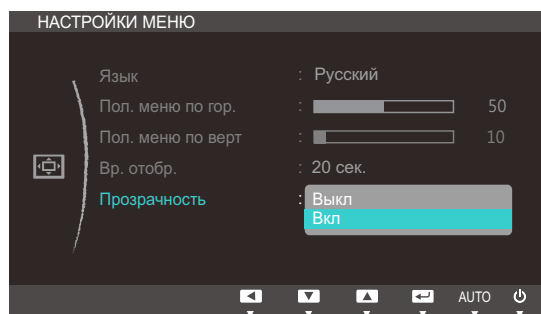 НАСТРОЙКИ МЕНЮ
Язык : Русский
Пол. меню по гор. : 50
Пол. меню по верт : 10
Вр. отобр. : 20 сек.
Прозрачность : Выкл
Вкл
AUTO